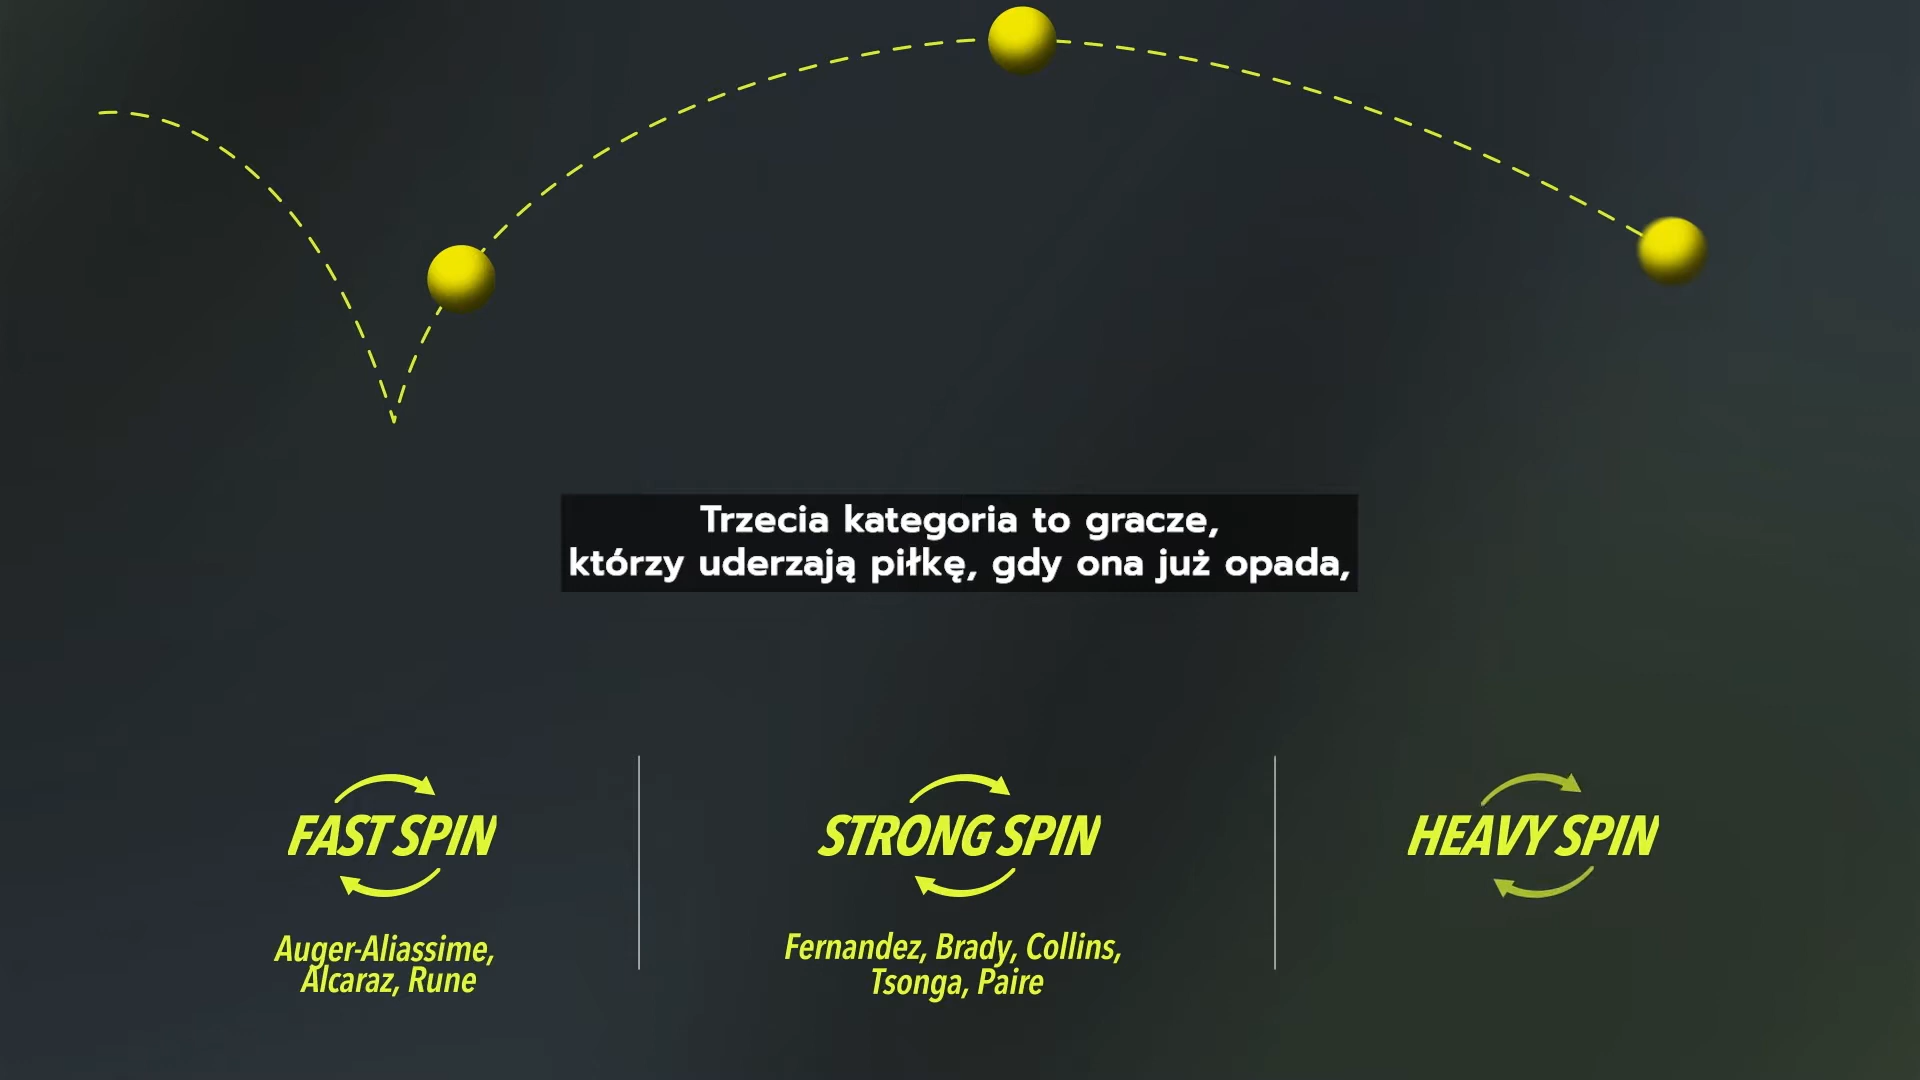 Trzecia kategoria to gracze,
którzy uderzają piłkę, gdy ona już opada,
FAST SPIN
Auger-Aliassime,
Alcaraz, Rune
STRONG SPIN
Fernandez, Brady, Collins,
Tsonga, Paire
HEAVY SPIN